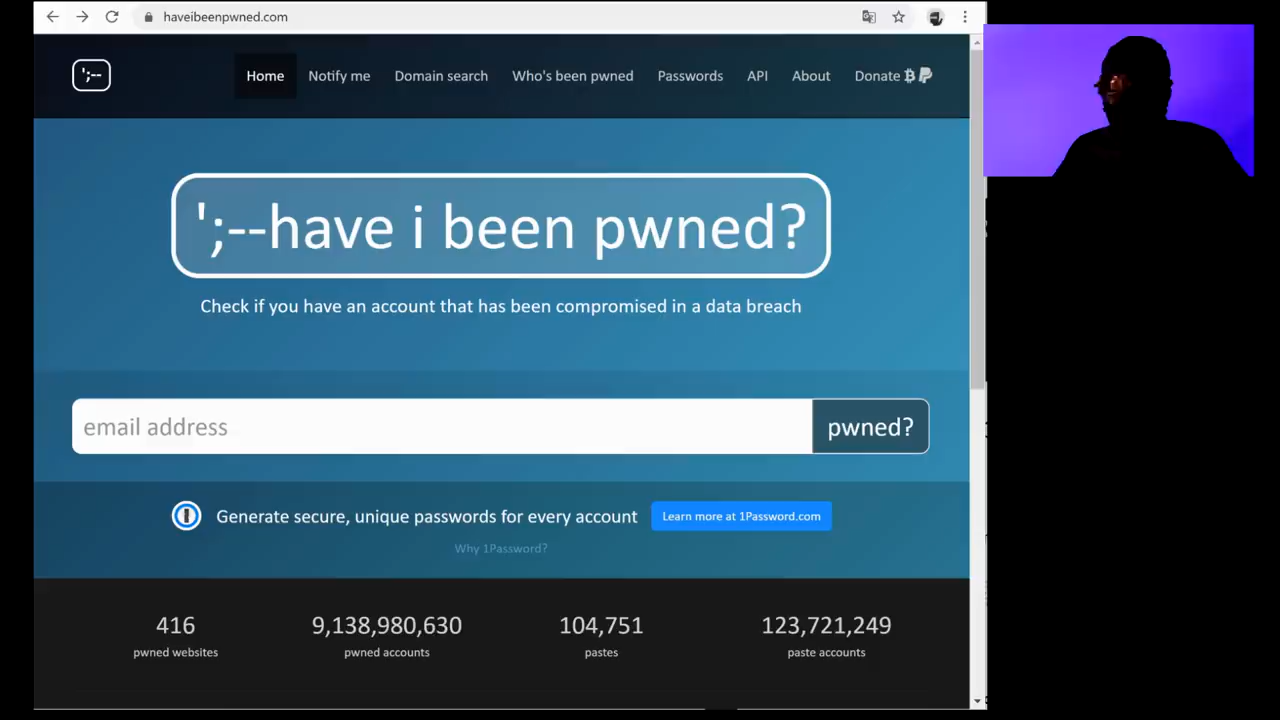 haveibeenpwned.com
';--
Home Notify me Domain search Who's been pwned Passwords API About Donate
';--have i been pwned?
Check if you have an account that has been compromised in a data breach
email address pwned?
Generate secure, unique passwords for every account Learn more at 1Password.com
Why 1Password?
416 9,138,980,630 104,751 123,721,249
pwned websites pwned accounts pastes paste accounts